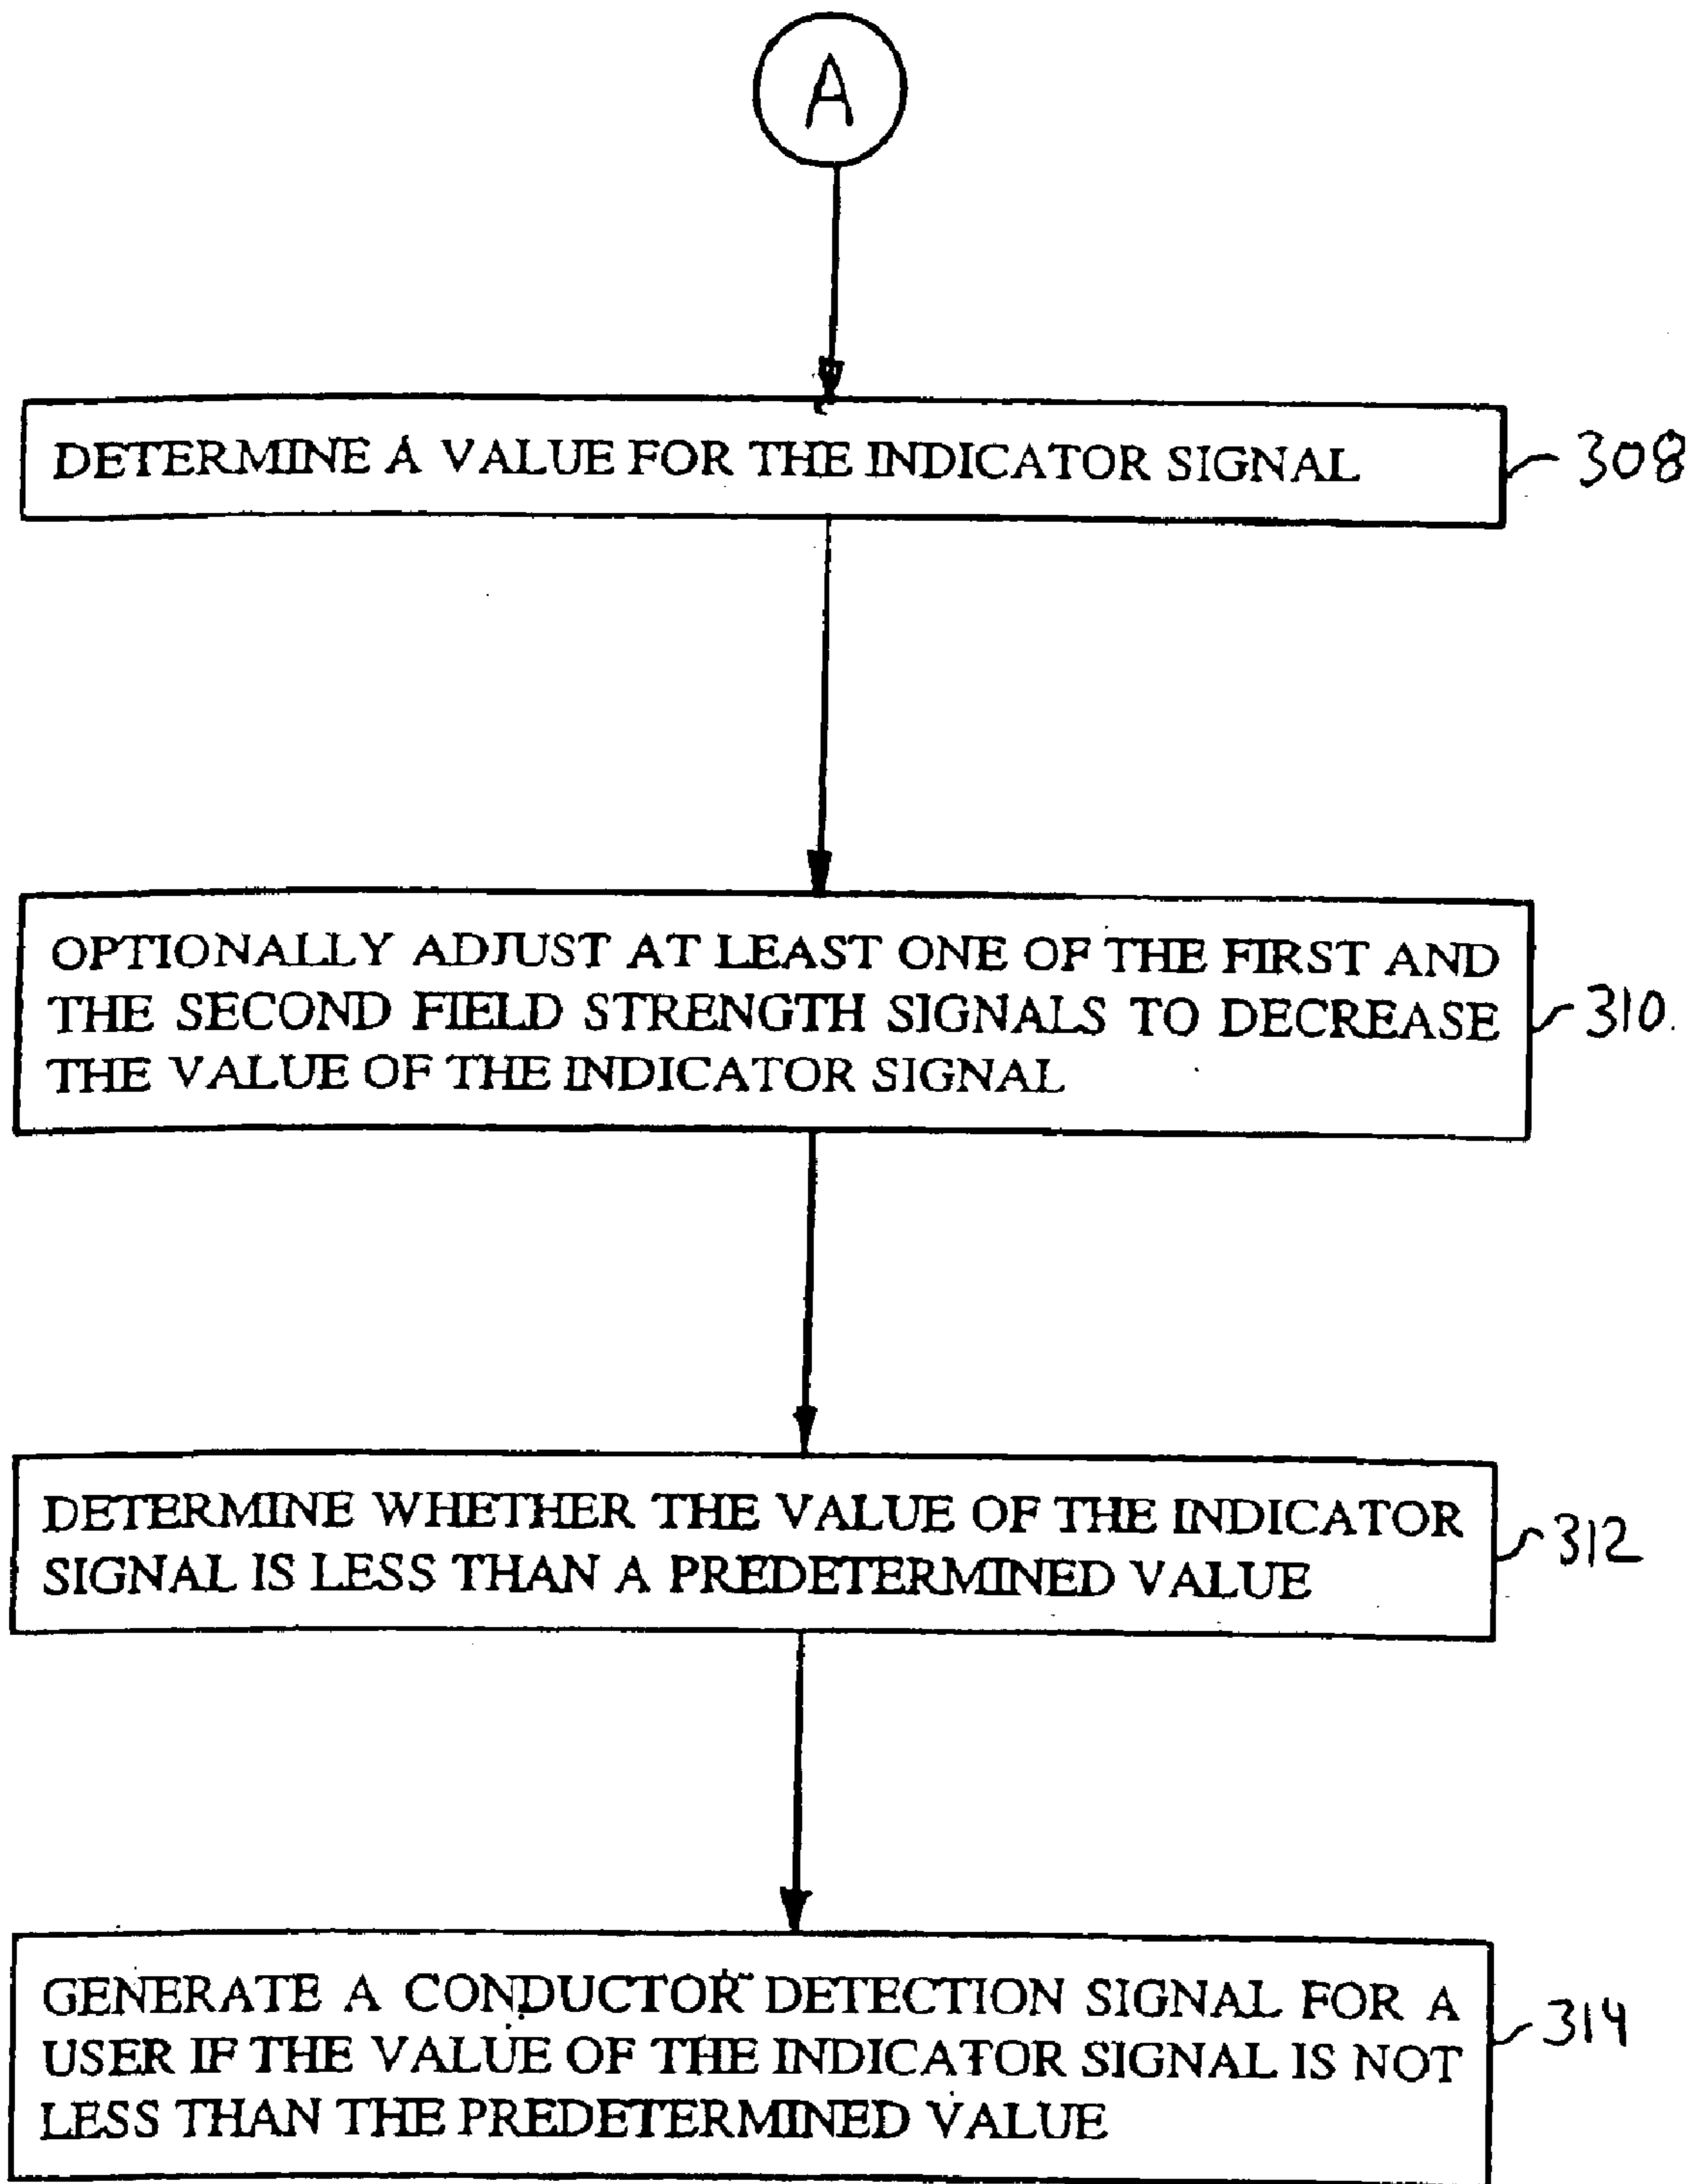 A
DETERMINE A VALUE FOR THE INDICATOR SIGNAL
308
OPTIONALLY ADJUST AT LEAST ONE OF THE FIRST AND
THE SECOND FIELD STRENGTH SIGNALS TO DECREASE
THE VALUE OF THE INDICATOR SIGNAL
310
DETERMINE WHETHER THE VALUE OF THE INDICATOR
SIGNAL IS LESS THAN A PREDETERMINED VALUE
312
GENERATE A CONDUCTOR DETECTION SIGNAL FOR A
USER IF THE VALUE OF THE INDICATOR SIGNAL IS NOT
LESS THAN THE PREDETERMINED VALUE
314